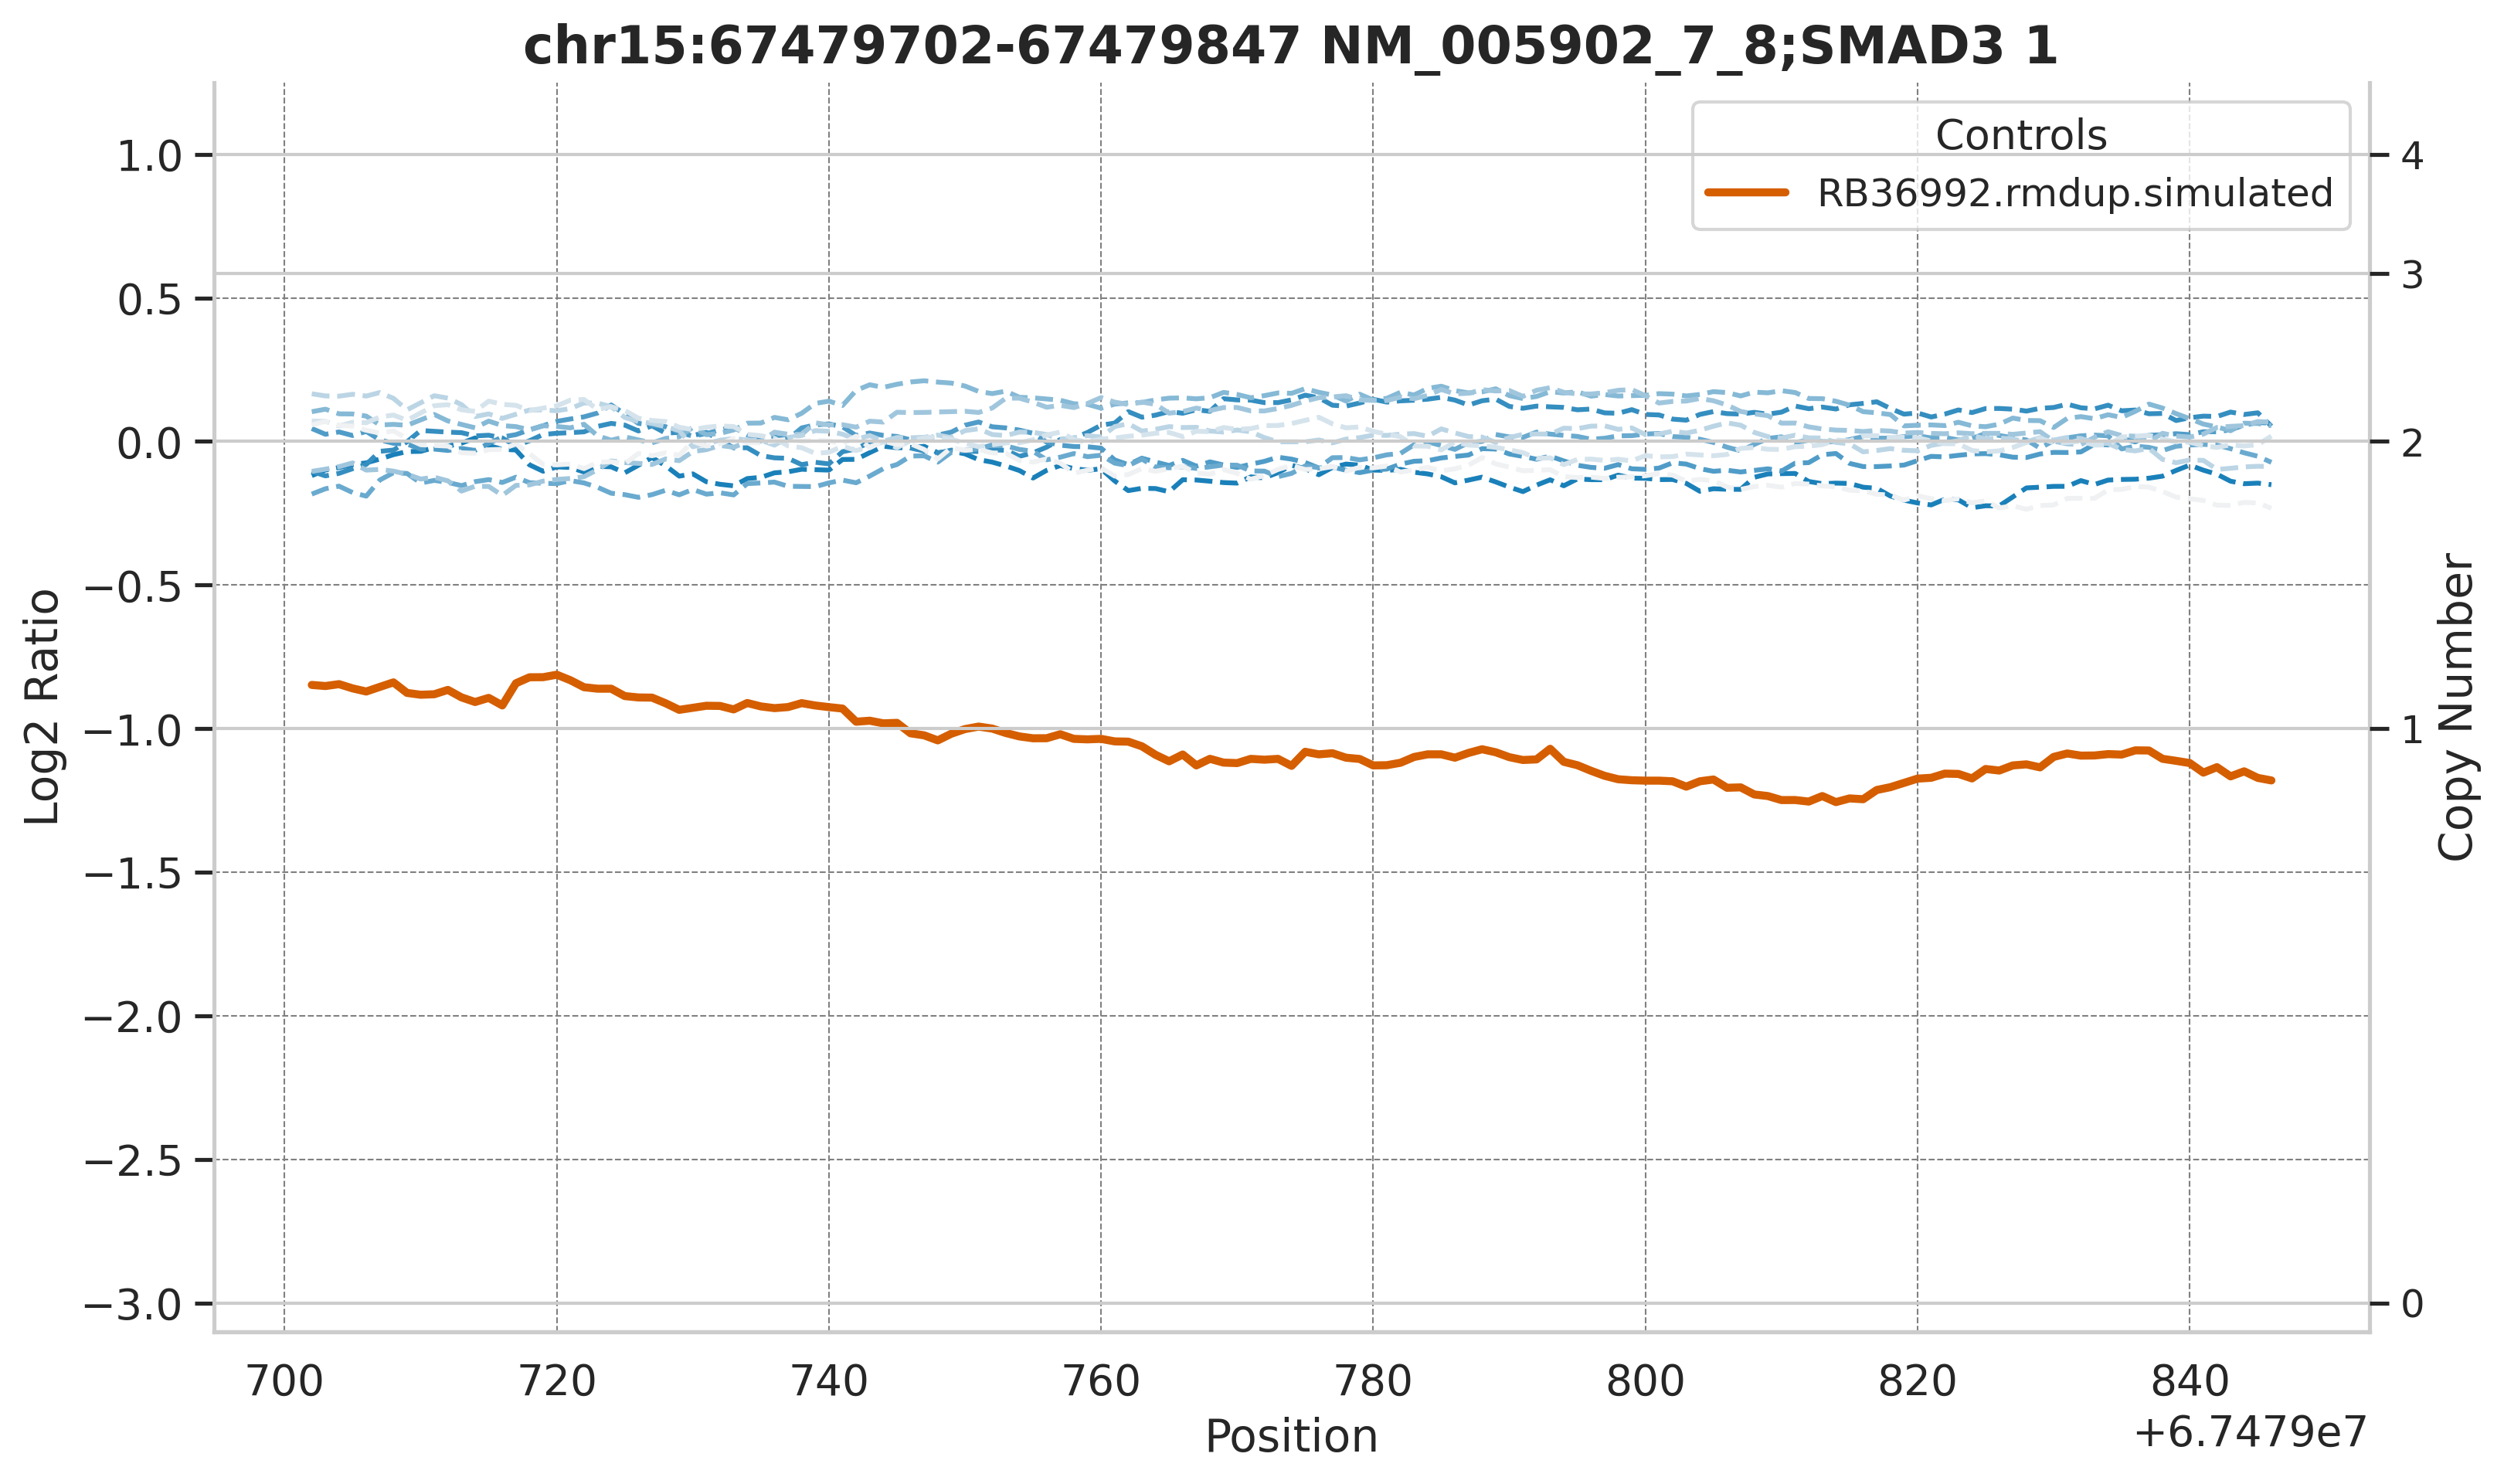 chr15:67479702-67479847 NM_005902_7_8;SMAD3 1
Controls
RB36992.rmdup.simulated
1.0
0.5
0.0
−0.5
−1.0
−1.5
−2.0
−2.5
−3.0
Log2 Ratio
4
3
2
1
0
Copy Number
700 720 740 760 780 800 820 840
Position
+6.7479e7